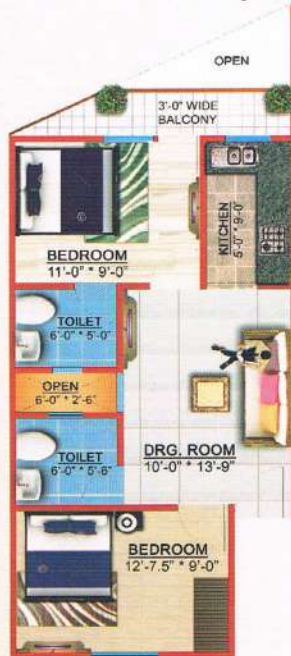 OPEN
3'-0" WIDE
BALCONY
KITCHEN
5'-0" * 9'-0"
BEDROOM
11'-0" * 9'-0"
TOILET
6'-0" * 5'-0"
OPEN
6'-0" * 2'-6"
TOILET
6'-0" * 5'-6"
DRG. ROOM
10'-0" * 13'-9"
BEDROOM
12'-7.5" * 9'-0"